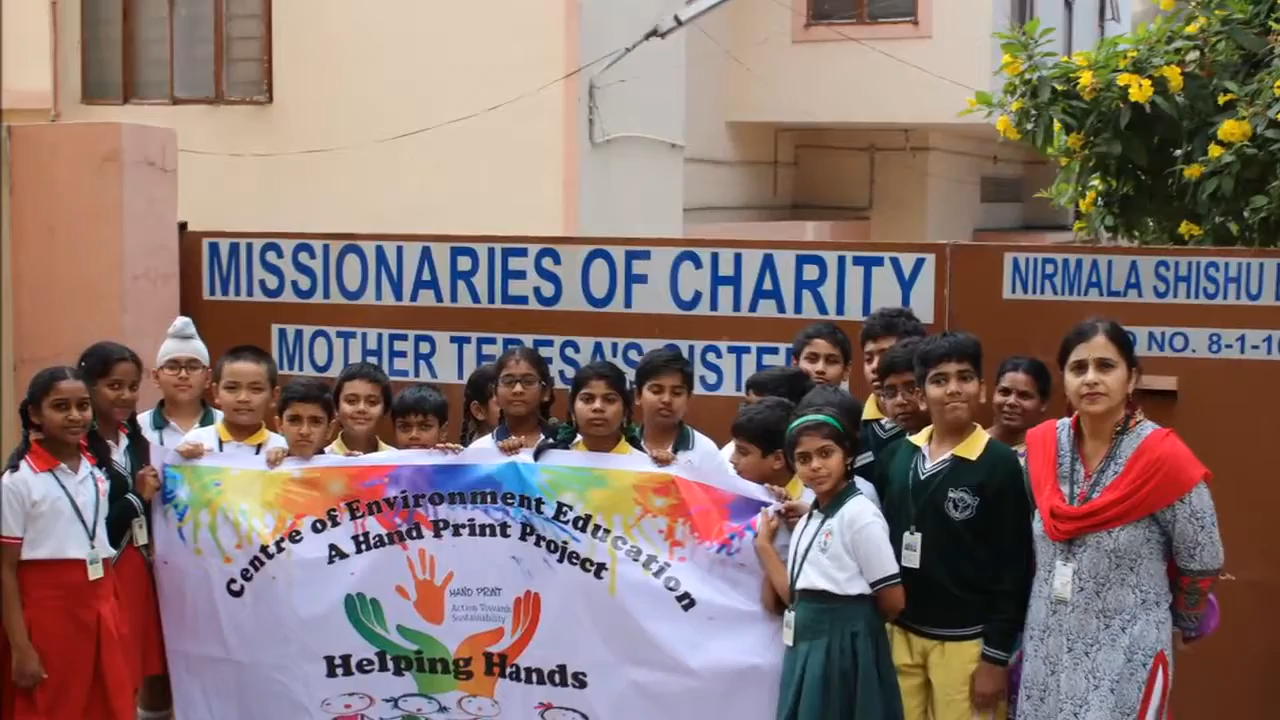 MISSIONARIES OF CHARITY
NIRMALA SHISHU
MOTHER TERESA'S SISTE
NO. 8-1-1
Centre of Environment Education
A Hand Print Project
HAND PRINT
Action Towards
Sustainability
Helping Hands